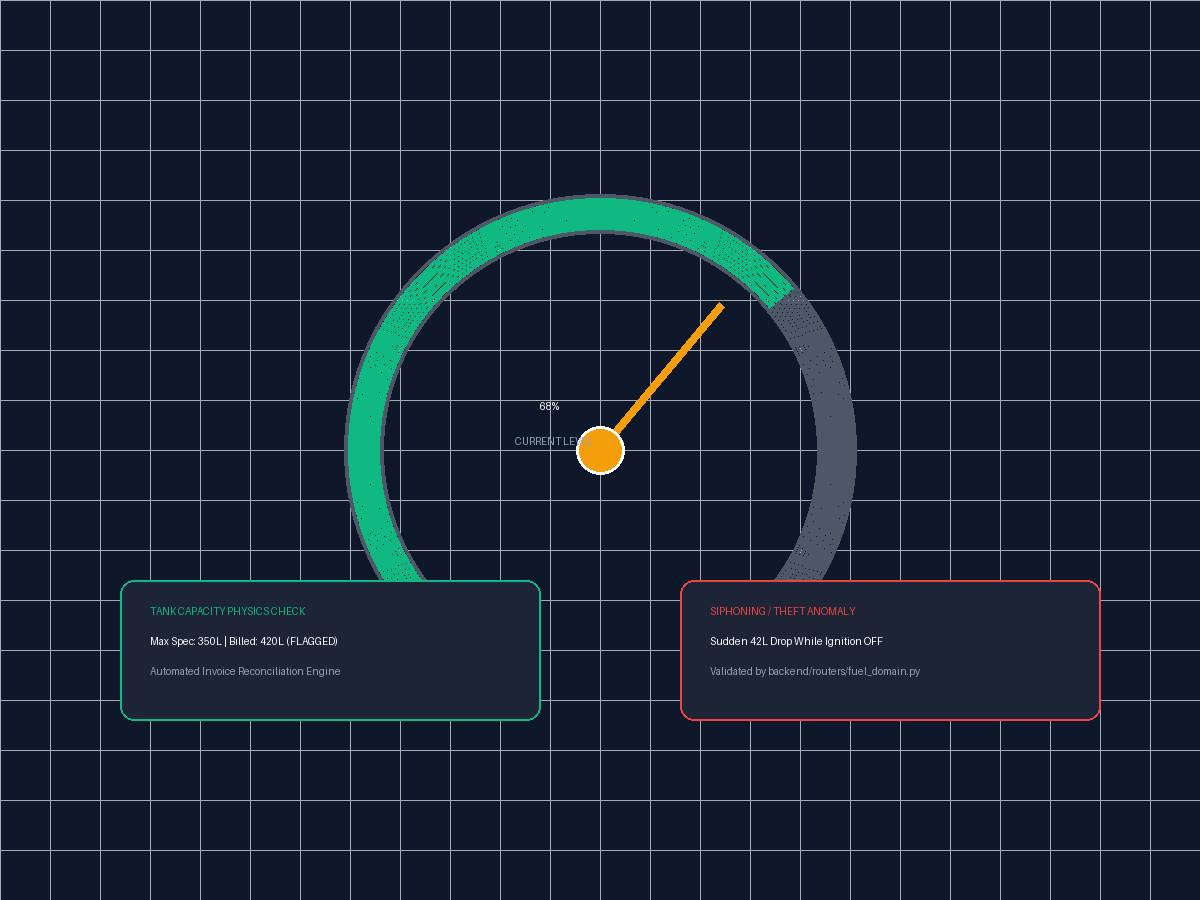 68%
CURRENT LEVEL
TANK CAPACITY PHYSICS CHECK
Max Spec: 350L | Billed: 420L (FLAGGED)
Automated Invoice Reconciliation Engine
SIPHONING / THEFT ANOMALY
Sudden 42L Drop While Ignition OFF
Validated by backend/routers/fuel_domain.py